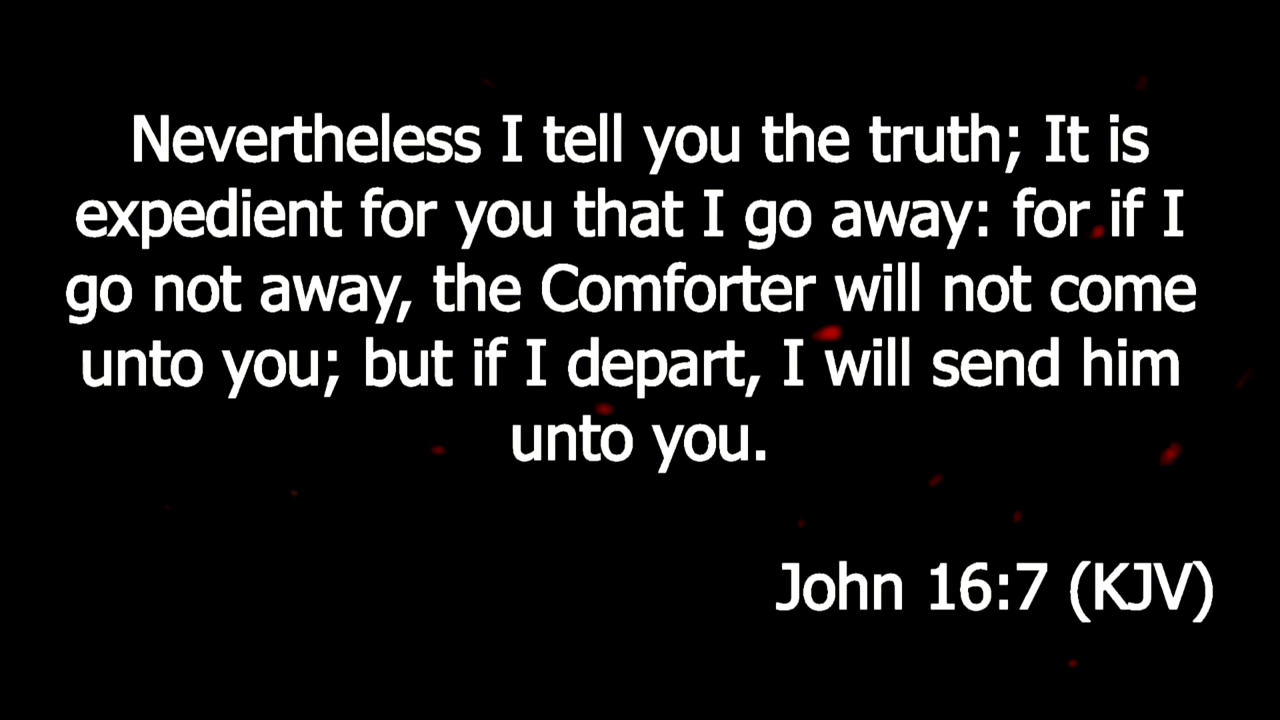 Nevertheless I tell you the truth; It is
expedient for you that I go away: for if I
go not away, the Comforter will not come
unto you; but if I depart, I will send him
unto you.
John 16:7 (KJV)